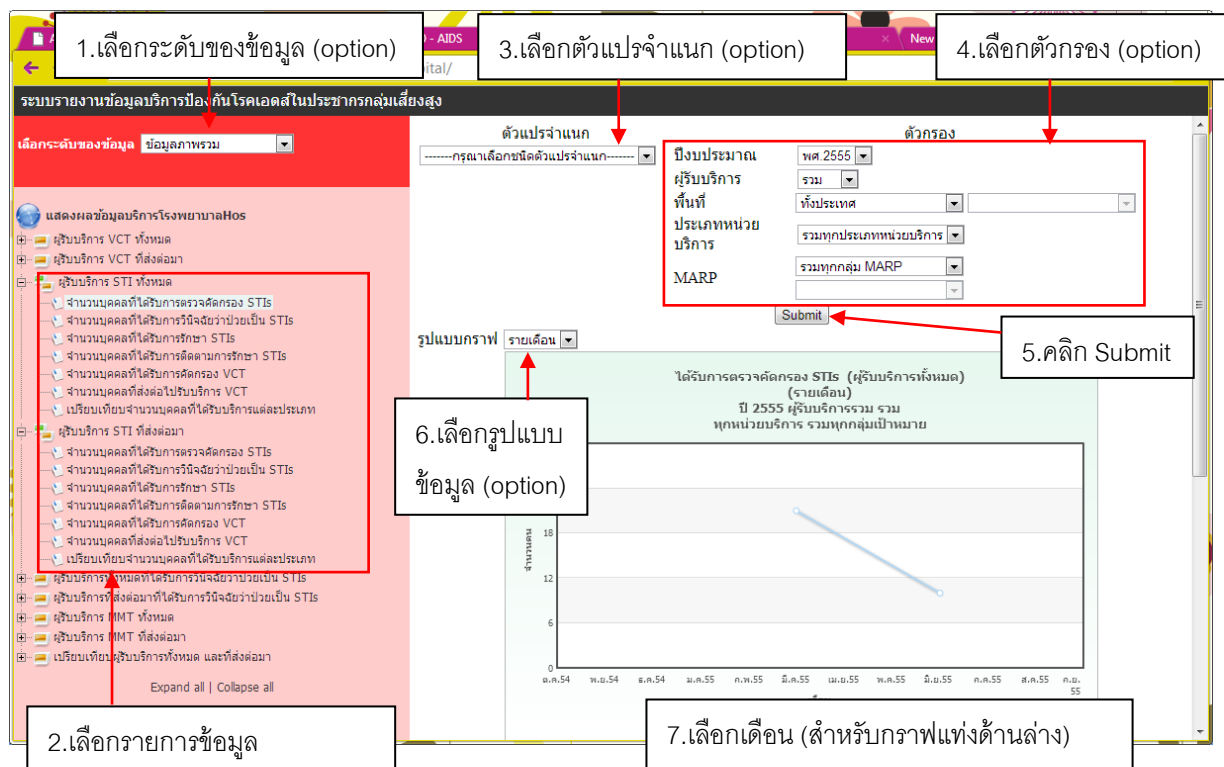 1.เลือกระดับของข้อมูล (option)
3.เลือกตัวแปรจำแนก (option)
4.เลือกตัวกรอง (option)
- AIDS
New
ital/
ระบบรายงานข้อมูลบริการป้องกันโรคเอดส์ในประชากรกลุ่มเสี่ยงสูง
เลือกระดับของข้อมูล ข้อมูลภาพรวม
ตัวแปรจำแนก
-------กรุณาเลือกชนิดตัวแปรจำแนก-------
ตัวกรอง
ปีงบประมาณ พศ.2555
ผู้รับบริการ รวม
พื้นที่ ทั้งประเทศ
ประเภทหน่วย
บริการ รวมทุกประเภทหน่วยบริการ
MARP รวมทุกกลุ่ม MARP
Submit
5.คลิก Submit
แสดงผลข้อมูลบริการโรงพยาบาลHos
ผู้รับบริการ VCT ทั้งหมด
ผู้รับบริการ VCT ที่ส่งต่อมา
ผู้รับบริการ STI ทั้งหมด
จำนวนบุคคลที่ได้รับการตรวจคัดกรอง STIs
จำนวนบุคคลที่ได้รับการวินิจฉัยว่าป่วยเป็น STIs
จำนวนบุคคลที่ได้รับการรักษา STIs
จำนวนบุคคลที่ได้รับการติดตามการรักษา STIs
จำนวนบุคคลที่ได้รับการคัดกรอง VCT
จำนวนบุคคลที่ส่งต่อไปรับบริการ VCT
เปรียบเทียบจำนวนบุคคลที่ได้รับบริการแต่ละประเภท
ผู้รับบริการ STI ที่ส่งต่อมา
จำนวนบุคคลที่ได้รับการตรวจคัดกรอง STIs
จำนวนบุคคลที่ได้รับการวินิจฉัยว่าป่วยเป็น STIs
จำนวนบุคคลที่ได้รับการรักษา STIs
จำนวนบุคคลที่ได้รับการติดตามการรักษา STIs
จำนวนบุคคลที่ได้รับการคัดกรอง VCT
จำนวนบุคคลที่ส่งต่อไปรับบริการ VCT
เปรียบเทียบจำนวนบุคคลที่ได้รับบริการแต่ละประเภท
ผู้รับบริการทั้งหมดที่ได้รับการวินิจฉัยว่าป่วยเป็น STIs
ผู้รับบริการที่ส่งต่อมาที่ได้รับการวินิจฉัยว่าป่วยเป็น STIs
ผู้รับบริการ MMT ทั้งหมด
ผู้รับบริการ MMT ที่ส่งต่อมา
เปรียบเทียบผู้รับบริการทั้งหมด และที่ส่งต่อมา
Expand all | Collapse all
2.เลือกรายการข้อมูล
รูปแบบกราฟ รายเดือน
6.เลือกรูปแบบ
ข้อมูล (option)
ได้รับการตรวจคัดกรอง STIs (ผู้รับบริการทั้งหมด)
(รายเดือน)
ปี 2555 ผู้รับบริการรวม รวม
ทุกหน่วยบริการ รวมทุกกลุ่มเป้าหมาย
จำนวนคน
18
12
6
0
ต.ค.54 พ.ย.54 ธ.ค.54 ม.ค.55 ก.พ.55 มี.ค.55 เม.ย.55 พ.ค.55 มิ.ย.55 ก.ค.55 ส.ค.55 ก.ย.
55
7.เลือกเดือน (สำหรับกราฟแท่งด้านล่าง)